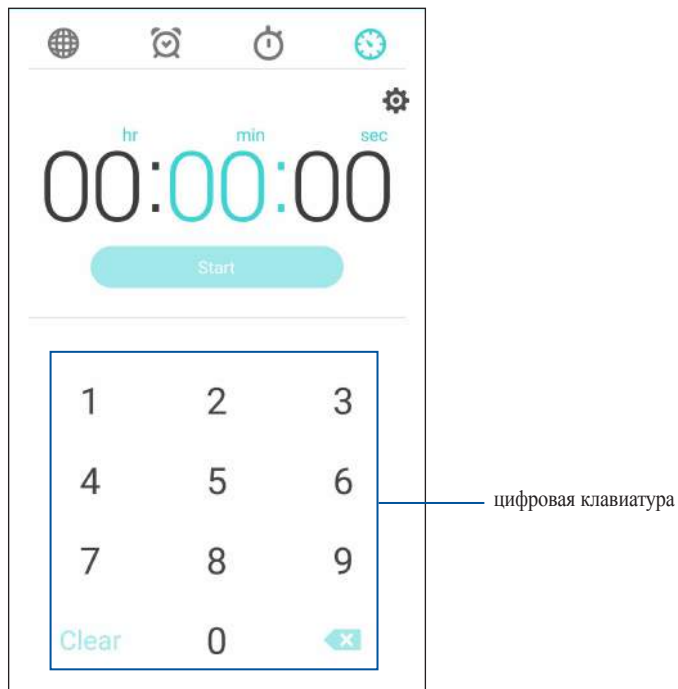 hr min sec
00:00:00
Start
1 2 3
4 5 6
цифровая клавиатура
7 8 9
Clear 0